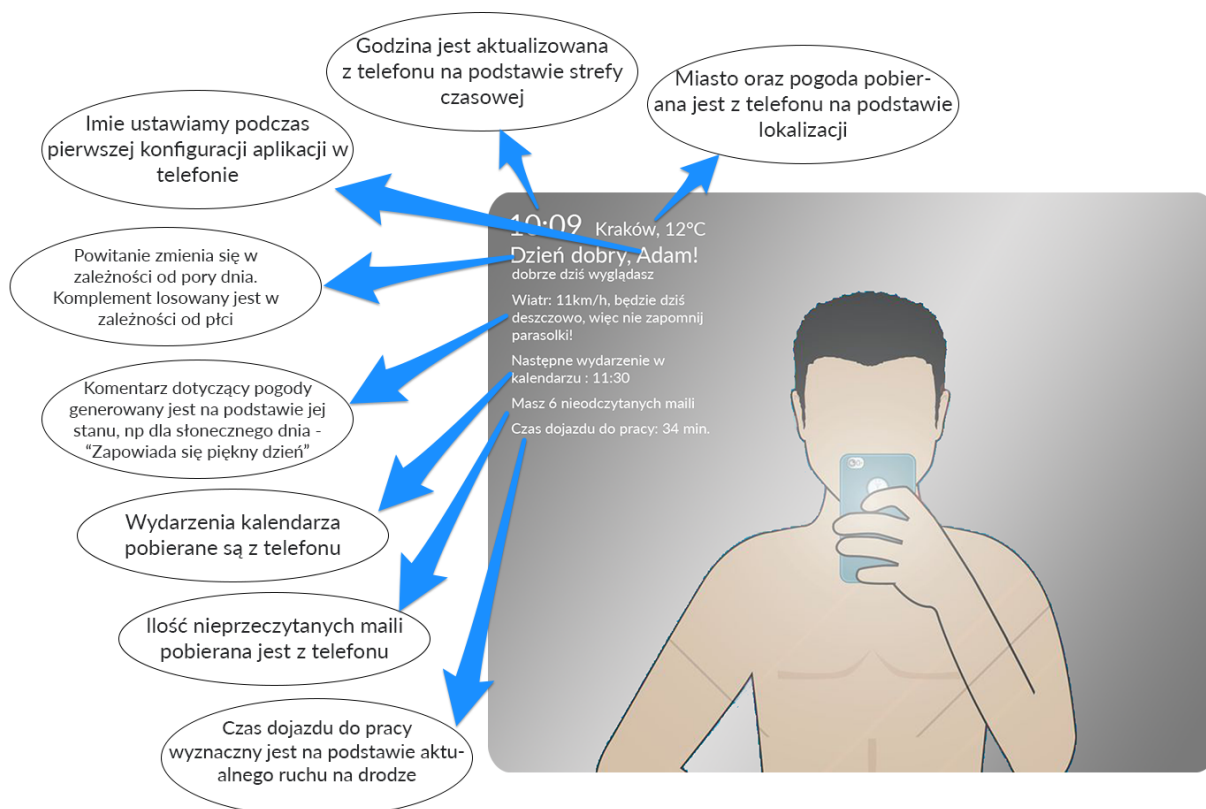 Godzina jest aktualizowana
z telefonu na podstawie strefy
czasowej
Miasto oraz pogoda pobier-
ana jest z telefonu na podstawie
lokalizacji
Imie ustawiamy podczas
pierwszej konfiguracji aplikacji w
telefonie
Powitanie zmienia się w
zależności od pory dnia.
Komplement losowany jest w
zależności od płci
Komentarz dotyczący pogody
generowany jest na podstawie jej
stanu, np dla słonecznego dnia -
“Zapowiada się piękny dzień”
Wydarzenia kalendarza
pobierane są z telefonu
Ilość nieprzeczytanych maili
pobierana jest z telefonu
Czas dojazdu do pracy
wyznaczny jest na podstawie aktu-
alnego ruchu na drodze
10:09 Kraków, 12°C
Dzień dobry, Adam!
dobrze dziś wyglądasz
Wiatr: 11km/h, będzie dziś
deszczowo, więc nie zapomnij
parasolki!
Następne wydarzenie w
kalendarzu : 11:30
Masz 6 nieodczytanych maili
Czas dojazdu do pracy: 34 min.